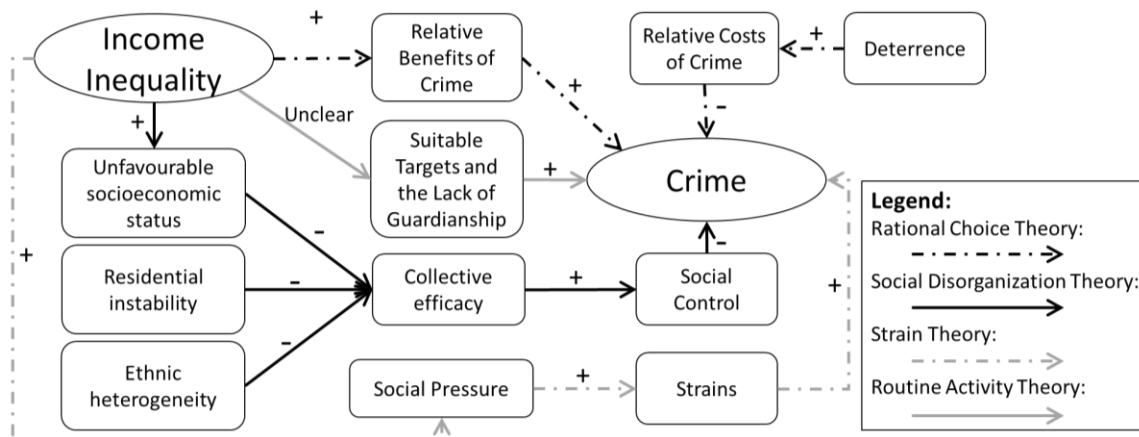 Income
Inequality
+
Relative
Benefits of
Crime
Relative Costs
of Crime
+
Deterrence
+
-
Unclear
+
Suitable
Targets and
the Lack of
Guardianship
+
Crime
Unfavourable
socioeconomic
status
-
Residential
instability
-
Collective
efficacy
+
Social
Control
-
Ethnic
heterogeneity
-
+
Social Pressure
+
Strains
+
Legend:
Rational Choice Theory:
Social Disorganization Theory:
Strain Theory:
Routine Activity Theory: